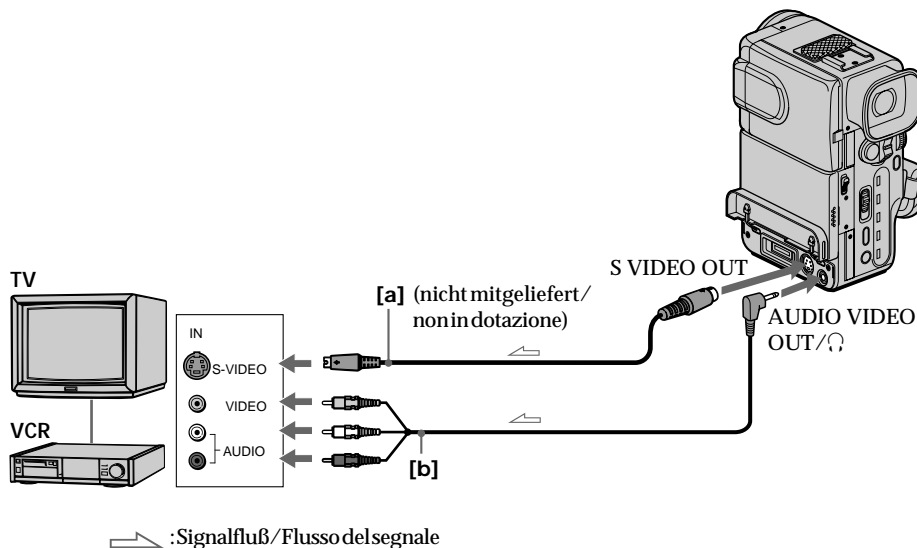 S VIDEO OUT
TV
[a] (nicht mitgeliefert/
non in dotazione)
AUDIO VIDEO
OUT/🎧
IN
S-VIDEO
VIDEO
VCR
AUDIO
[b]
:Signalfluß/Flusso del segnale